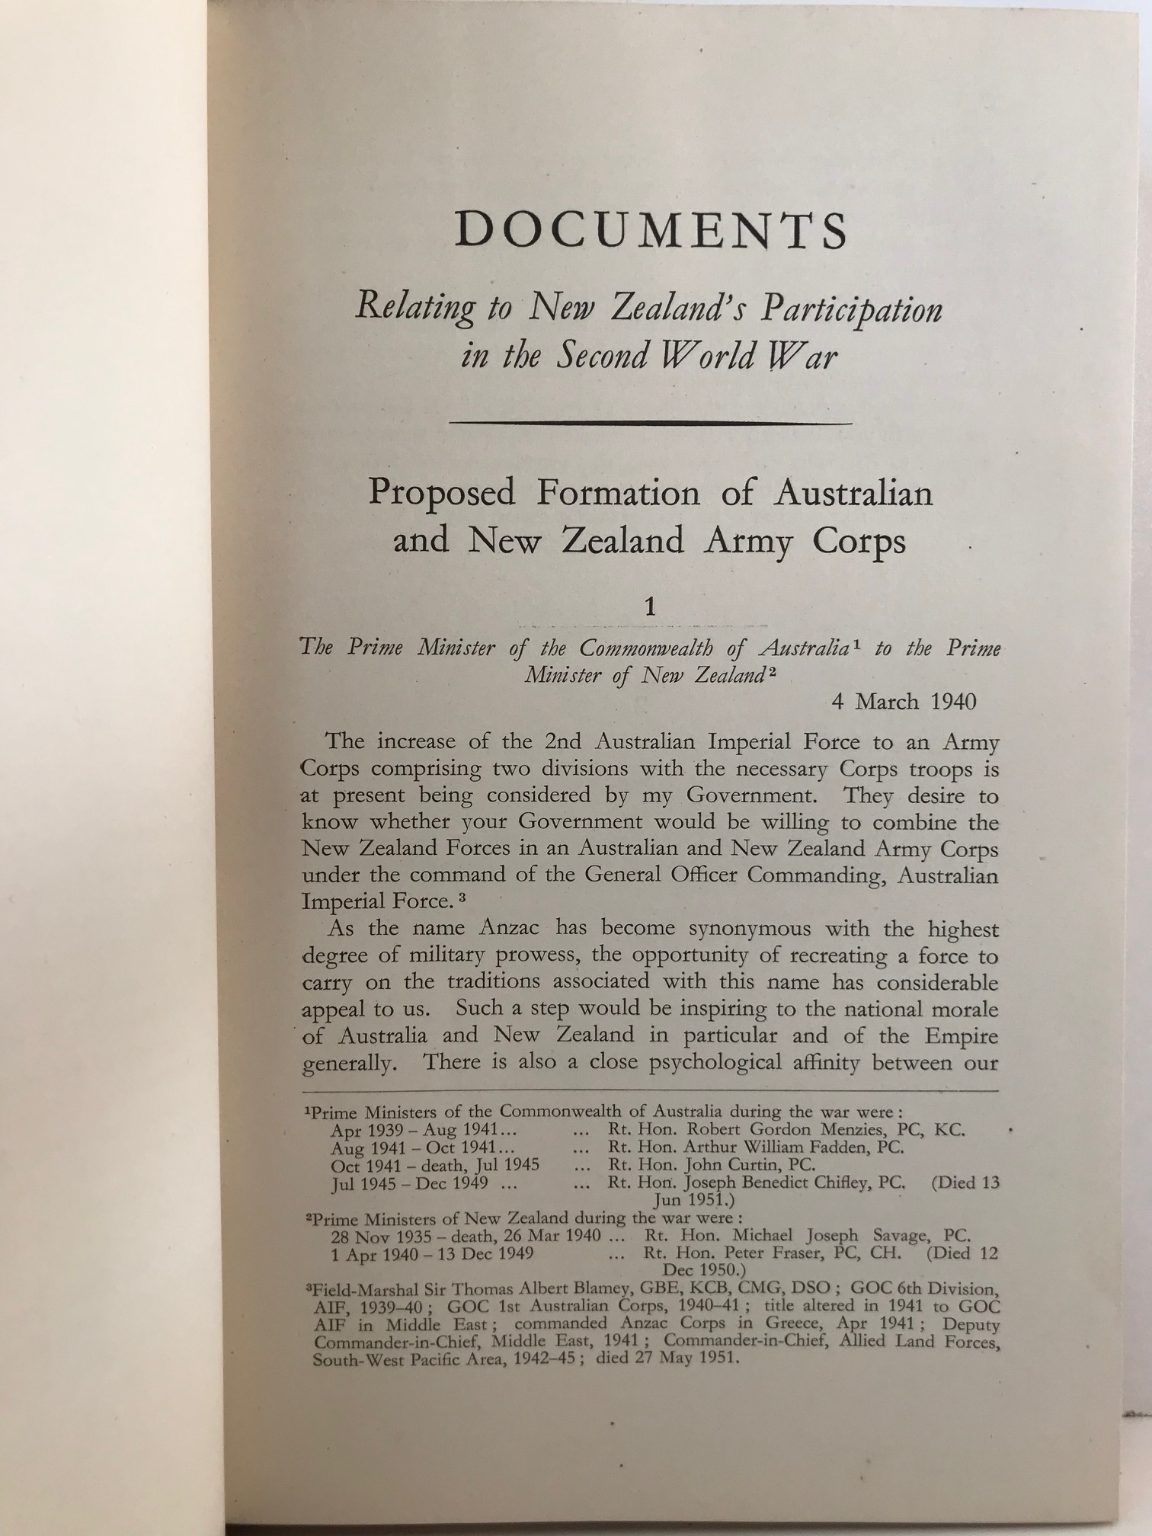 DOCUMENTS
Relating to New Zealand's Participation
in the Second World War
Proposed Formation of Australian
and New Zealand Army Corps
1
The Prime Minister of the Commonwealth of Australia¹ to the Prime
Minister of New Zealand²
4 March 1940
The increase of the 2nd Australian Imperial Force to an Army
Corps comprising two divisions with the necessary Corps troops is
at present being considered by my Government. They desire to
know whether your Government would be willing to combine the
New Zealand Forces in an Australian and New Zealand Army Corps
under the command of the General Officer Commanding, Australian
Imperial Force.³
As the name Anzac has become synonymous with the highest
degree of military prowess, the opportunity of recreating a force to
carry on the traditions associated with this name has considerable
appeal to us. Such a step would be inspiring to the national morale
of Australia and New Zealand in particular and of the Empire
generally. There is also a close psychological affinity between our
¹Prime Ministers of the Commonwealth of Australia during the war were :
Apr 1939 – Aug 1941... ... Rt. Hon. Robert Gordon Menzies, PC, KC.
Aug 1941 – Oct 1941... ... Rt. Hon. Arthur William Fadden, PC.
Oct 1941 – death, Jul 1945 ... Rt. Hon. John Curtin, PC.
Jul 1945 – Dec 1949 ... ... Rt. Hon. Joseph Benedict Chifley, PC. (Died 13
Jun 1951.)
²Prime Ministers of New Zealand during the war were :
28 Nov 1935 – death, 26 Mar 1940 ... Rt. Hon. Michael Joseph Savage, PC.
1 Apr 1940 – 13 Dec 1949 ... Rt. Hon. Peter Fraser, PC, CH. (Died 12
Dec 1950.)
³Field-Marshal Sir Thomas Albert Blamey, GBE, KCB, CMG, DSO ; GOC 6th Division,
AIF, 1939–40 ; GOC 1st Australian Corps, 1940–41 ; title altered in 1941 to GOC
AIF in Middle East ; commanded Anzac Corps in Greece, Apr 1941 ; Deputy
Commander-in-Chief, Middle East, 1941 ; Commander-in-Chief, Allied Land Forces,
South-West Pacific Area, 1942–45 ; died 27 May 1951.